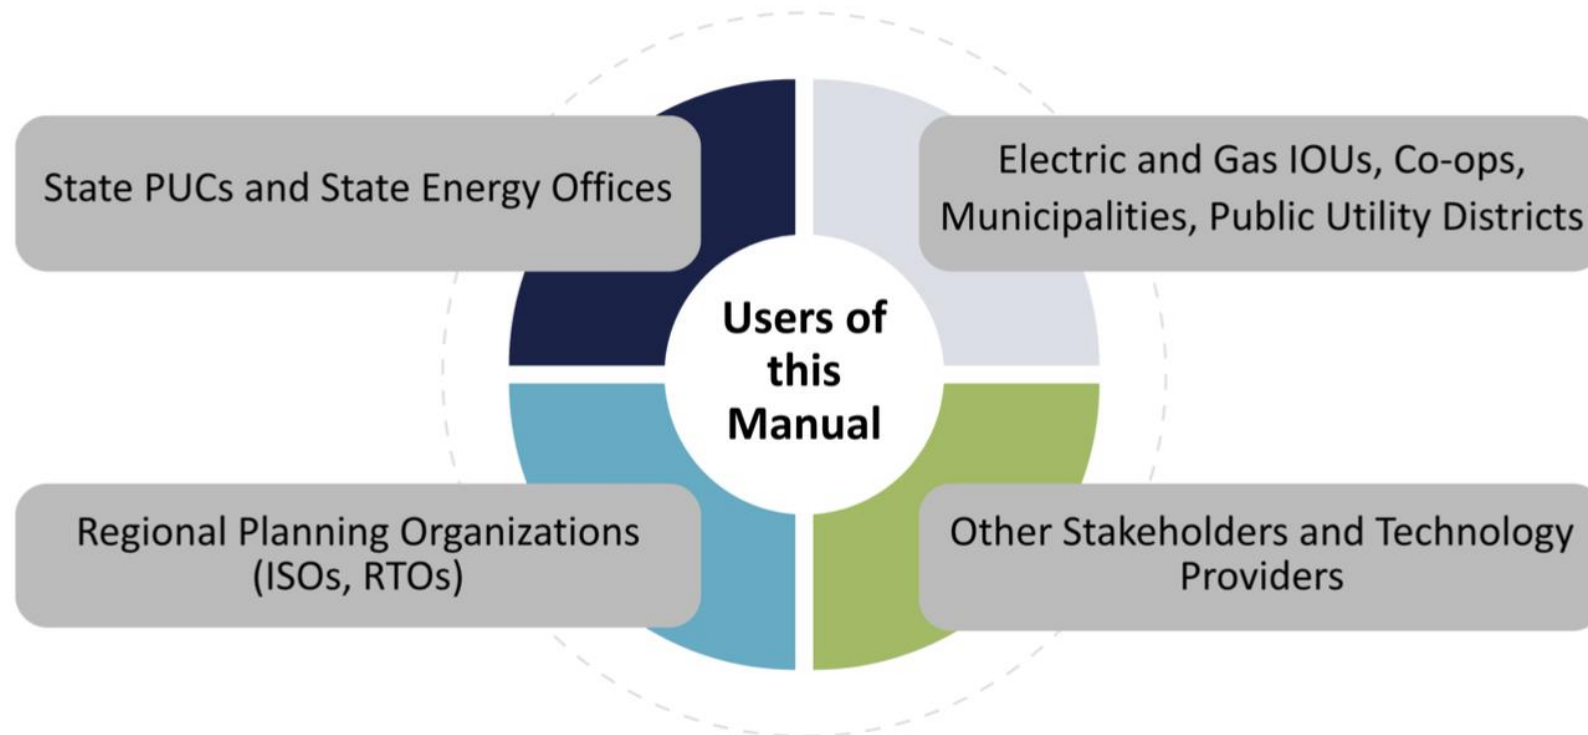 State PUCs and State Energy Offices
Electric and Gas IOUs, Co-ops,
Municipalities, Public Utility Districts
Users of
this
Manual
Regional Planning Organizations
(ISOs, RTOs)
Other Stakeholders and Technology
Providers